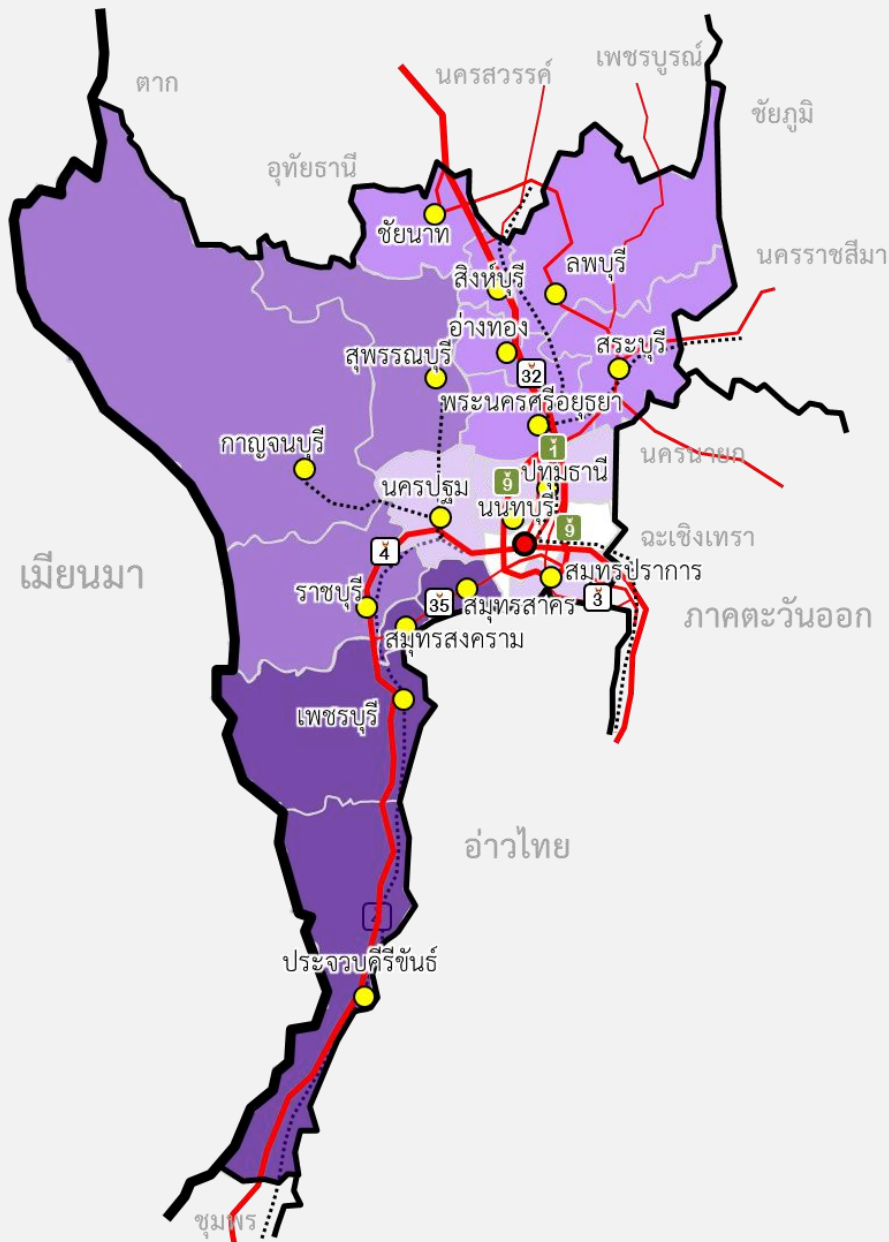 ตาก
นครสวรรค์
เพชรบูรณ์
ชัยภูมิ
อุทัยธานี
ชัยนาท
นครราชสีมา
สิงห์บุรี
ลพบุรี
อ่างทอง
สุพรรณบุรี
สระบุรี
32
พระนครศรีอยุธยา
กาญจนบุรี
1
นครนายก
ปทุมธานี
นครปฐม
9
นนทบุรี
9
ฉะเชิงเทรา
4
เมียนมา
สมุทรปราการ
ราชบุรี
35
สมุทรสาคร
3
ภาคตะวันออก
สมุทรสงคราม
เพชรบุรี
อ่าวไทย
4
ประจวบคีรีขันธ์
ชุมพร